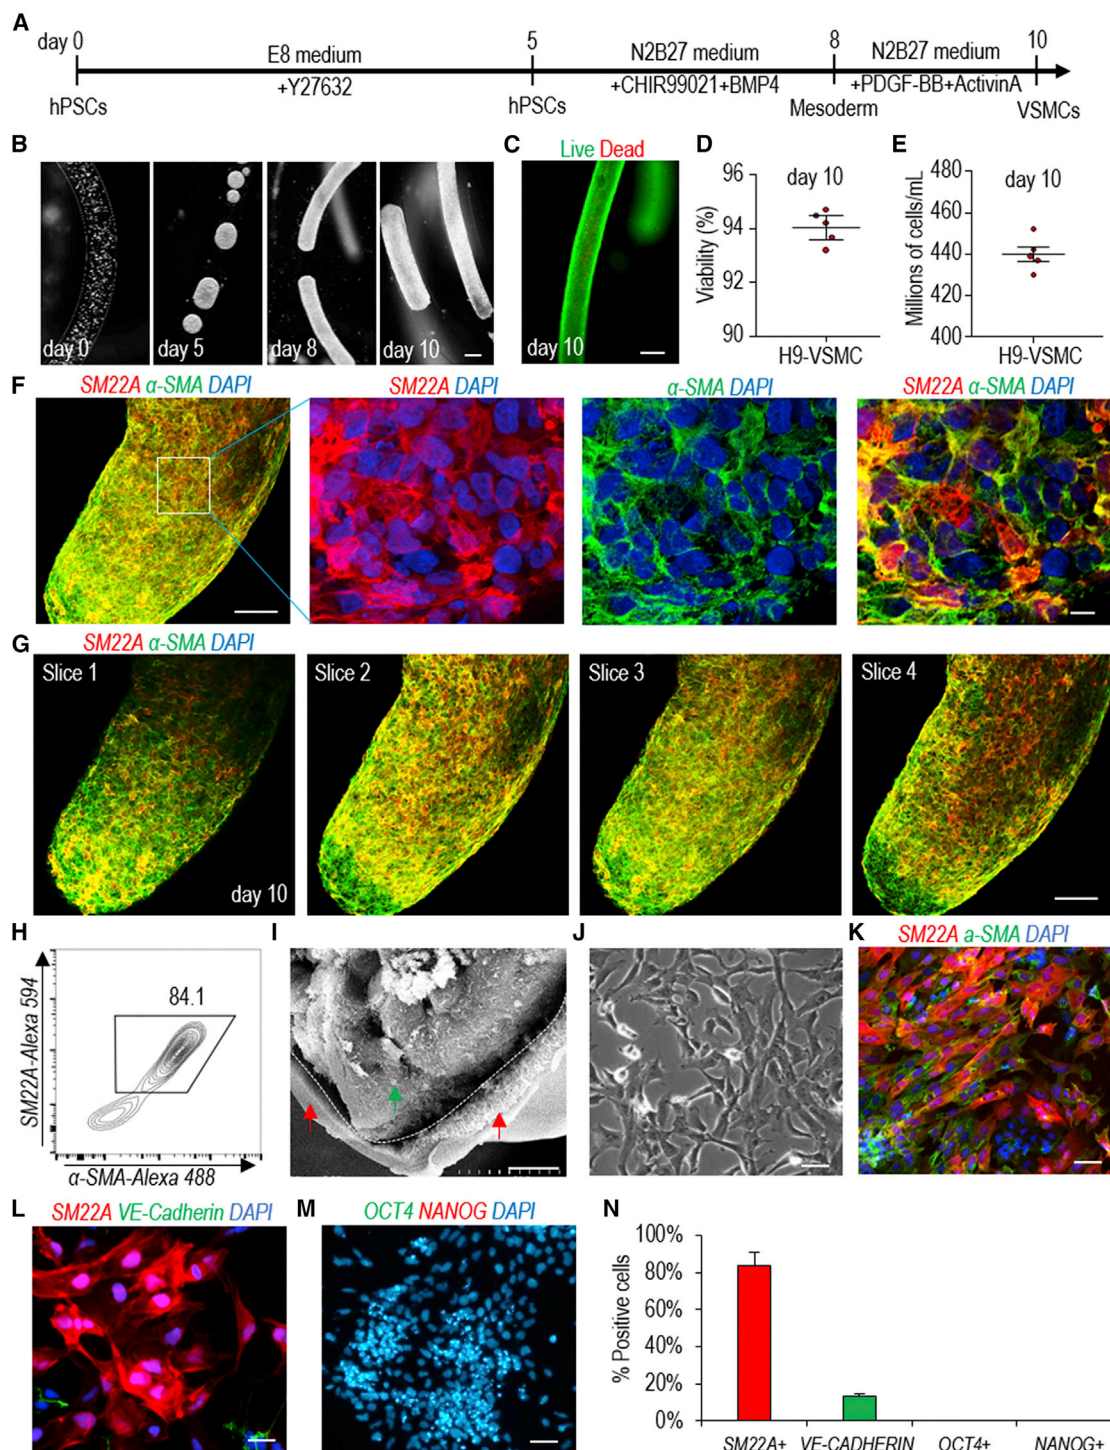 A
day 0
5
8
10
E8 medium
N2B27 medium
N2B27 medium
+Y27632
+CHIR99021+BMP4
+PDGF-BB+ActivinA
hPSCs
hPSCs
Mesoderm
VSMCs
B
day 0
day 5
day 8
day 10
C
Live Dead
day 10
D
96
94
92
90
Viability (%)
day 10
H9-VSMC
E
480
460
440
420
400
Millions of cells/mL
day 10
H9-VSMC
F
SM22A α-SMA DAPI
SM22A DAPI
α-SMA DAPI
SM22A α-SMA DAPI
G
SM22A α-SMA DAPI
Slice 1
Slice 2
Slice 3
Slice 4
day 10
H
SM22A-Alexa 594
84.1
α-SMA-Alexa 488
I
J
K
SM22A a-SMA DAPI
L
SM22A VE-Cadherin DAPI
M
OCT4 NANOG DAPI
N
% Positive cells
100%
80%
60%
40%
20%
0%
SM22A+
VE-CADHERIN
OCT4+
NANOG+